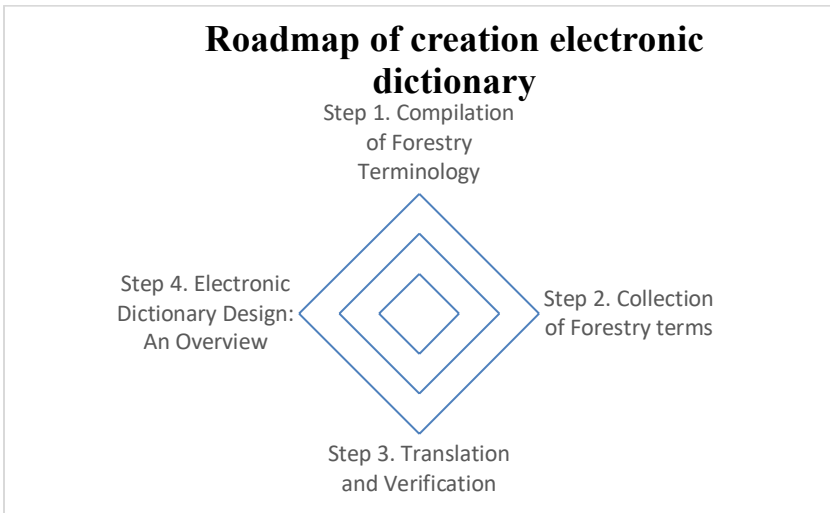 Roadmap of creation electronic
dictionary
Step 1. Compilation
of Forestry
Terminology
Step 2. Collection
of Forestry terms
Step 3. Translation
and Verification
Step 4. Electronic
Dictionary Design:
An Overview